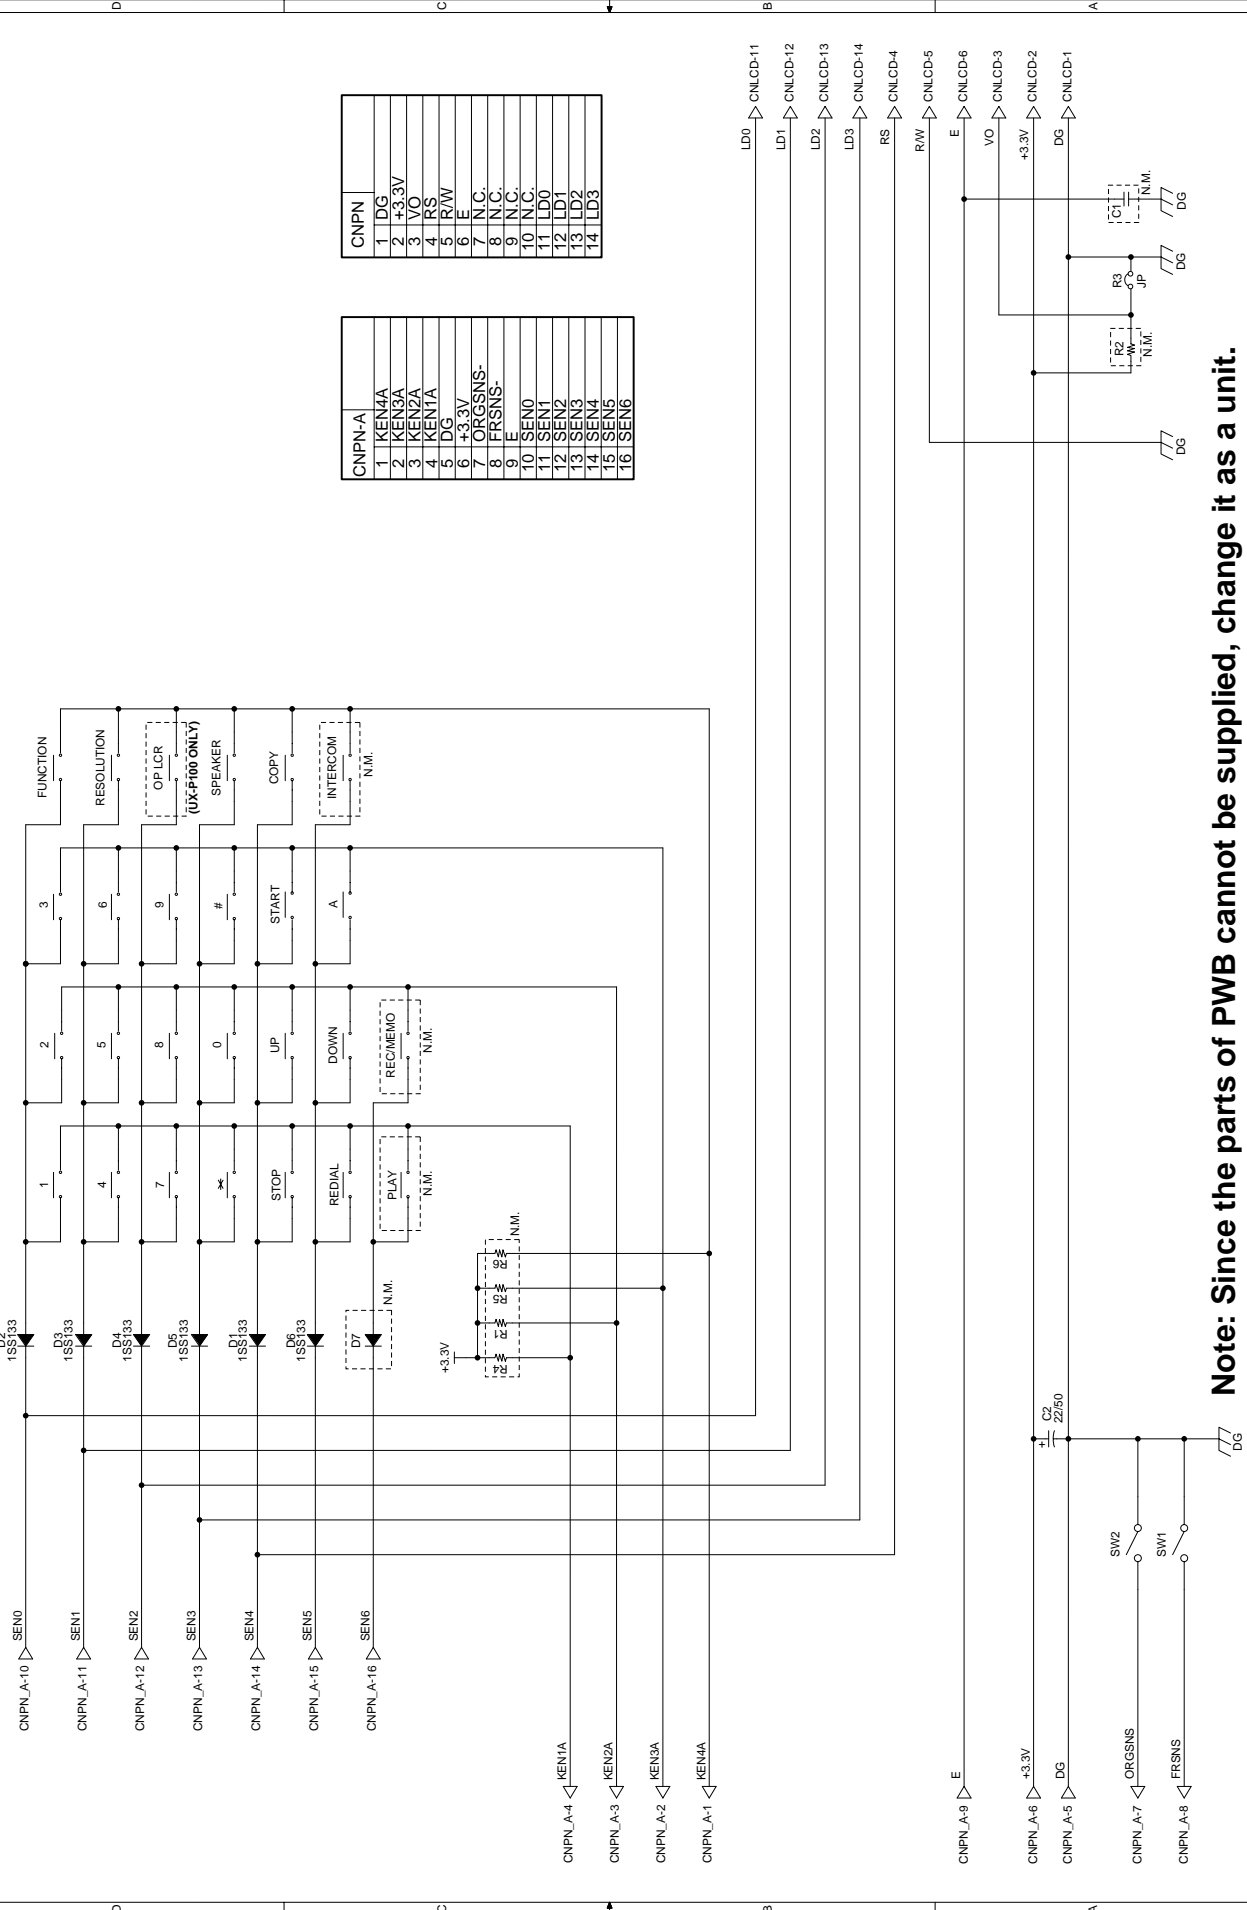 D
C
B
A
CNPN-A
1 KEN4A
2 KEN3A
3 KEN2A
4 KEN1A
5 DG
6 +3.3V
7 ORGSNS-
8 FRSNS-
9 E
10 SEN0
11 SEN1
12 SEN2
13 SEN3
14 SEN4
15 SEN5
16 SEN6
CNPN
1 DG
2 +3.3V
3 VO
4 RS
5 R/W
6 E
7 N.C.
8 N.C.
9 N.C.
10 N.C.
11 LD0
12 LD1
13 LD2
14 LD3
CNPN_A-10 SEN0
CNPN_A-11 SEN1
CNPN_A-12 SEN2
CNPN_A-13 SEN3
CNPN_A-14 SEN4
CNPN_A-15 SEN5
CNPN_A-16 SEN6
D2 1SS133
D3 1SS133
D4 1SS133
D5 1SS133
D1 1SS133
D6 1SS133
D7 N.M.
1 2 3 FUNCTION
4 5 6 RESOLUTION
7 8 9 OP LCR
(UX-P100 ONLY)
* 0 # SPEAKER
STOP UP START COPY
REDIAL DOWN A INTERCOM
N.M.
PLAY REC/MEMO
N.M. N.M.
+3.3V
R4 R1 R5 R6
N.M.
CNPN_A-4 KEN1A
CNPN_A-3 KEN2A
CNPN_A-2 KEN3A
CNPN_A-1 KEN4A
LD0 CNLCD-11
LD1 CNLCD-12
LD2 CNLCD-13
LD3 CNLCD-14
RS CNLCD-4
R/W CNLCD-5
CNPN_A-9 E E CNLCD-6
VO CNLCD-3
CNPN_A-6 +3.3V +3.3V CNLCD-2
CNPN_A-5 DG DG CNLCD-1
C2
22/50
+
R2
N.M.
R3
JP
C1
N.M.
CNPN_A-7 ORGSNS SW2
CNPN_A-8 FRSNS SW1
DG DG DG DG
Note: Since the parts of PWB cannot be supplied, change it as a unit.
D
C
B
A